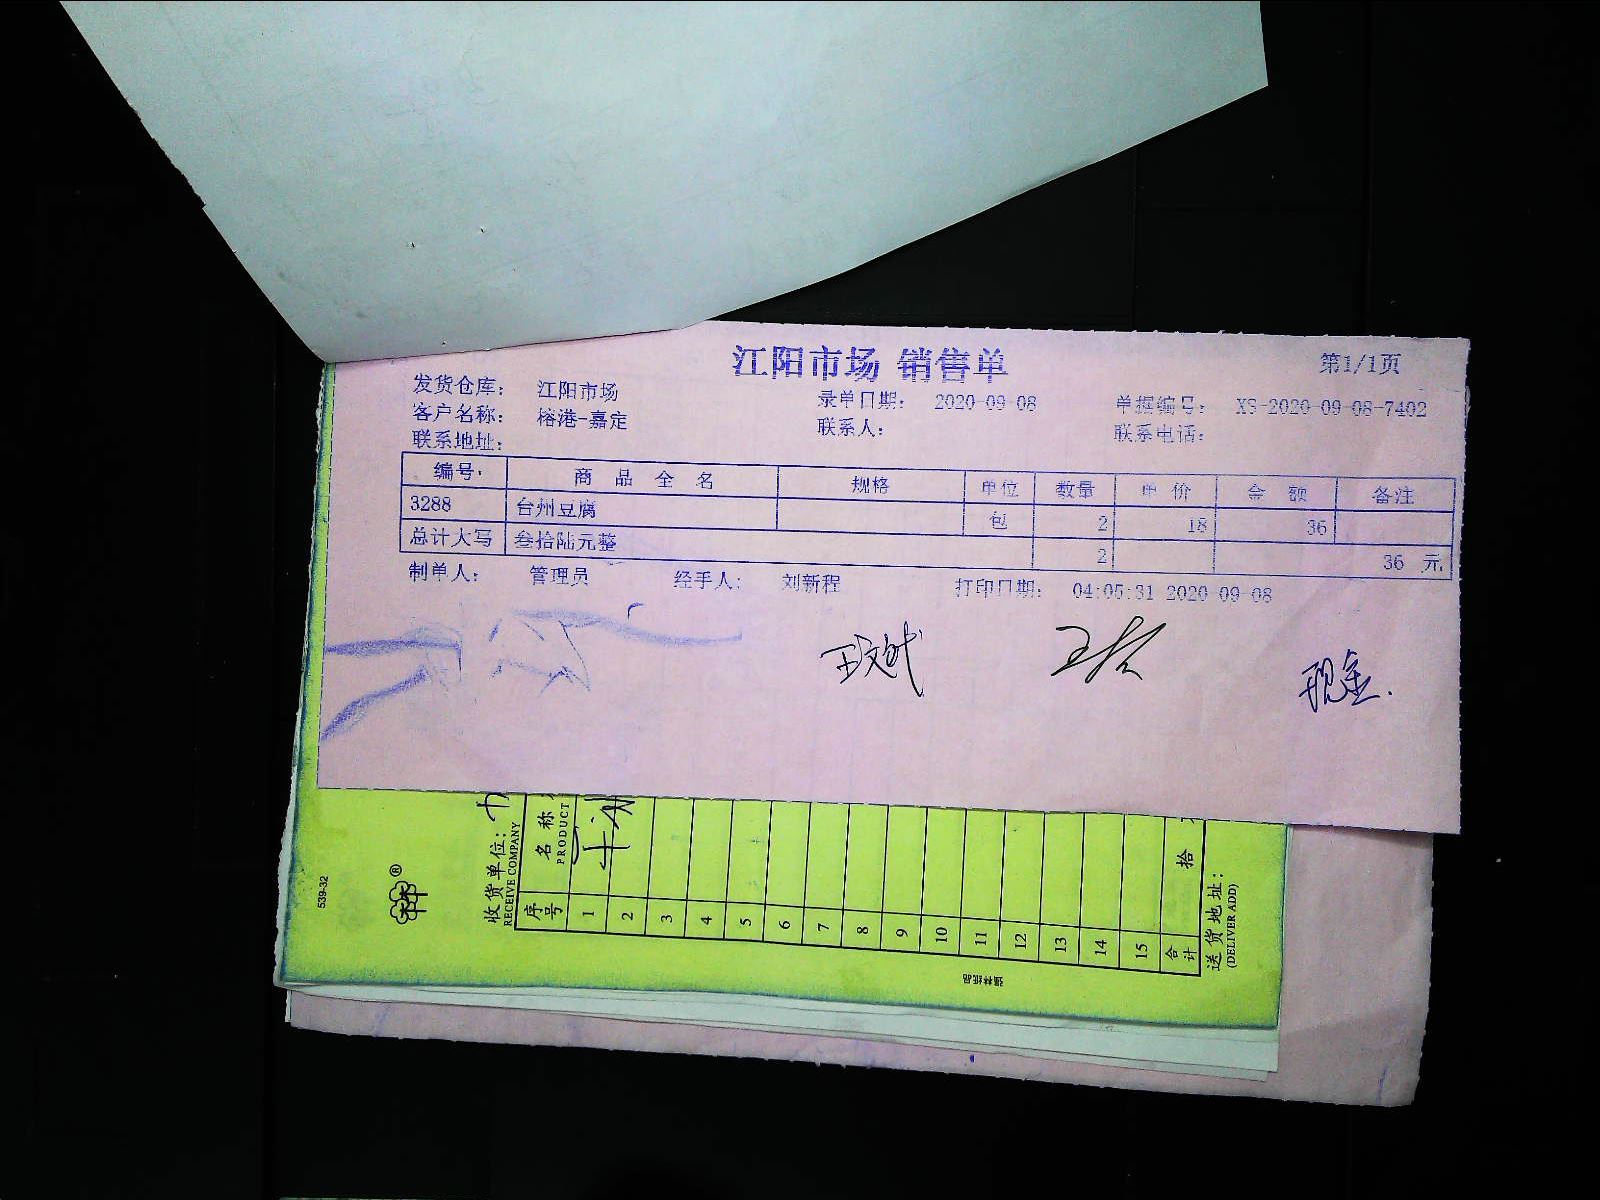 江阳市场 销售单
第1/1页
发货仓库: 江阳市场 录单日期: 2020-09-08 单据编号: XS-2020-09-08-7402
客户名称: 榕港-嘉定 联系人: 联系电话:
联系地址:
编号 商品全名 规格 单位 数量 单价 金额 备注
3288 台州豆腐 包 2 18 36
总计大写 叁拾陆元整 2 36 元
制单人: 管理员 经手人: 刘新程 打印日期: 04:05:31 2020-09-08
现金.
539-32
收货单位:
RECEIVE COMPANY
序号 名称
PRODUCT
1
2
3
4
5
6
7
8
9
10
11
12
13
14
15
合计 拾
送货地址:
(DELIVER ADD)